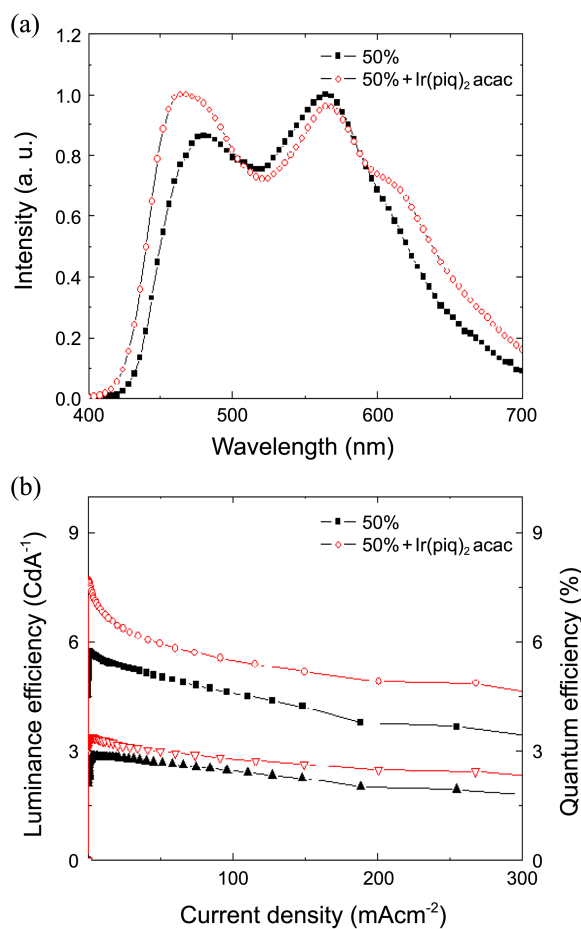 (a)
1.2
1.0
0.8
0.6
0.4
0.2
0.0
Intensity (a. u.)
50%
50% + Ir(piq)₂ acac
400
500
600
700
Wavelength (nm)
(b)
9
6
3
0
Luminance efficiency (CdA⁻¹)
50%
50% + Ir(piq)₂ acac
9
6
3
0
Quantum efficiency (%)
100
200
300
Current density (mAcm⁻²)